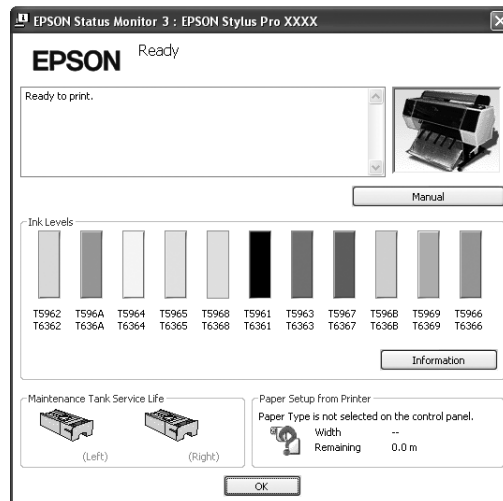 EPSON Status Monitor 3 : EPSON Stylus Pro XXXX
EPSON
Ready
Ready to print.
Manual
Ink Levels
T5962 T596A T5964 T5965 T5968 T5961 T5963 T5967 T596B T5969 T5966
T6362 T636A T6364 T6365 T6368 T6361 T6363 T6367 T636B T6369 T6366
Information
Maintenance Tank Service Life
(Left) (Right)
Paper Setup from Printer
Paper Type is not selected on the control panel.
Width --
Remaining 0.0 m
OK